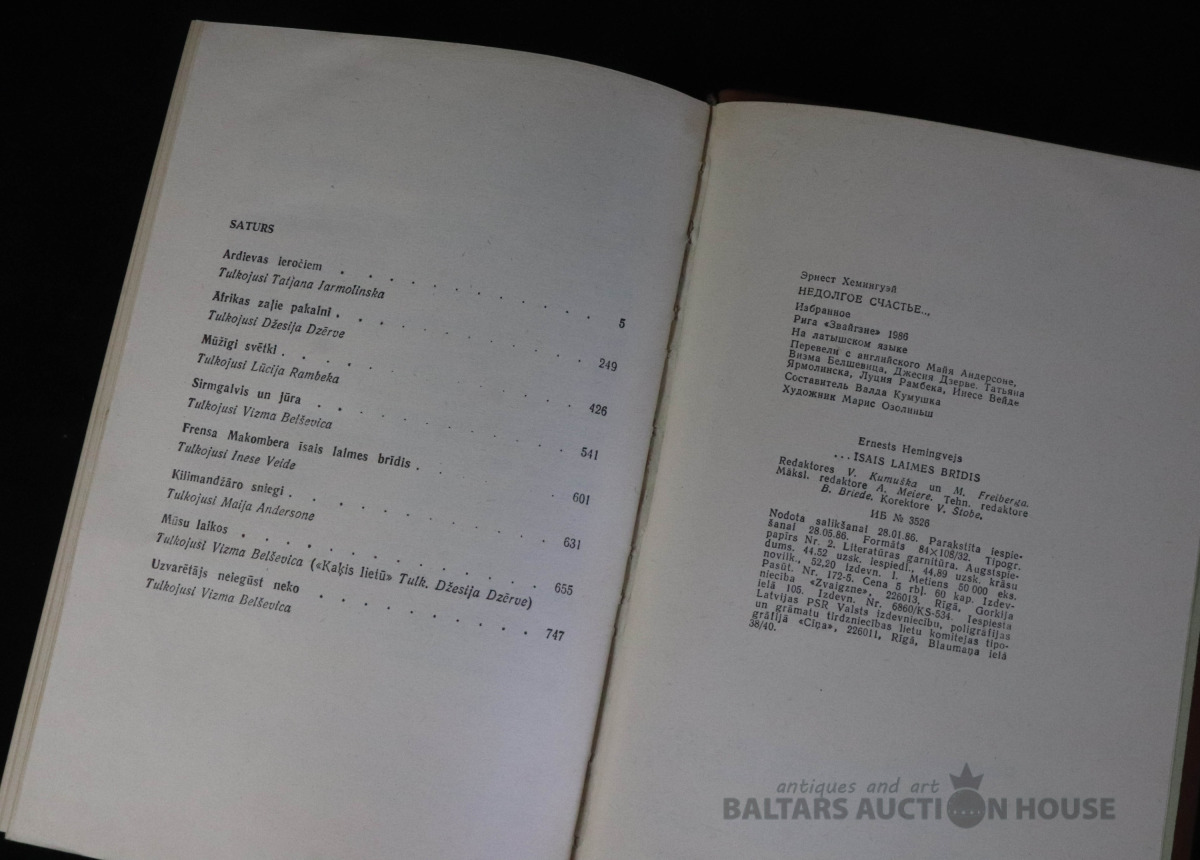 SATURS
Ardievas ieročiem . . . . . . . . . . . . 5
Tulkojusi Tatjana Jarmolinska
Āfrikas zaļie pakalni . . . . . . . . . . . 249
Tulkojusi Džesija Dzērve
Mūžīgi svētki . . . . . . . . . . . . . 426
Tulkojusi Lūcija Rambeka
Sirmgalvis un jūra . . . . . . . . . . . . 541
Tulkojusi Vizma Belševica
Frensa Makombera īsais laimes brīdis . . . . . . . 601
Tulkojusi Inese Veide
Kilimandžāro sniegi . . . . . . . . . . . . 631
Tulkojusi Maija Andersone
Mūsu laikos . . . . . . . . . . . . . . 655
Tulkojusi Vizma Belševica («Kaķis lietū» Tulk. Džesija Dzērve)
Uzvarētājs neiegūst neko . . . . . . . . . . 747
Tulkojusi Vizma Belševica
Эрнест Хемингуэй
НЕДОЛГОЕ СЧАСТЬЕ...
Избранное
Рига «Звайгзне» 1986
На латышском языке
Перевели с английского Майя Андерсоне,
Визма Белшевица, Джесия Дзерве, Татьяна
Ярмолинска, Луция Рамбека, Инесе Вейде
Составитель Валда Кумушка
Художник Марис Озолиньш
Ernests Hemingvejs
...ĪSAIS LAIMES BRĪDIS
Redaktores V. Kumuška un M. Freiberga.
Māksl. redaktore A. Meiere. Tehn. redaktore
B. Briede. Korektore V. Stobe.
ИБ № 3526
Nodota salikšanai 28.01.86. Parakstīta iespie-
šanai 28.05.86. Formāts 84×108/32. Tipogr.
papīrs Nr. 2. Literatūras garnitūra. Augstspie-
dums. 44,52 uzsk. iespiedl., 44,89 uzsk. krāsu
novilk., 52,20 izdevn. l. Metiens 50 000 eks.
Pasūt. Nr. 172-5. Cena 5 rbļ. 60 kap. Izdev-
niecība «Zvaigzne», 226013, Rīgā, Gorkija
ielā 105. Izdevn. Nr. 6860/KS-534. Iespiesta
Latvijas PSR Valsts izdevniecību, poligrāfijas
un grāmatu tirdzniecības lietu komitejas tipo-
grāfijā «Cīņa», 226011, Rīgā, Blaumaņa ielā
38/40.
antiques and art
BALTARS AUCTION HOUSE